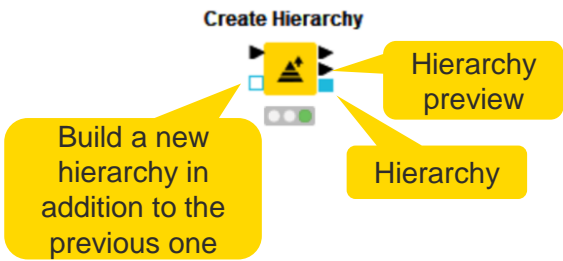 Create Hierarchy
Hierarchy
preview
Build a new
hierarchy in
addition to the
previous one
Hierarchy